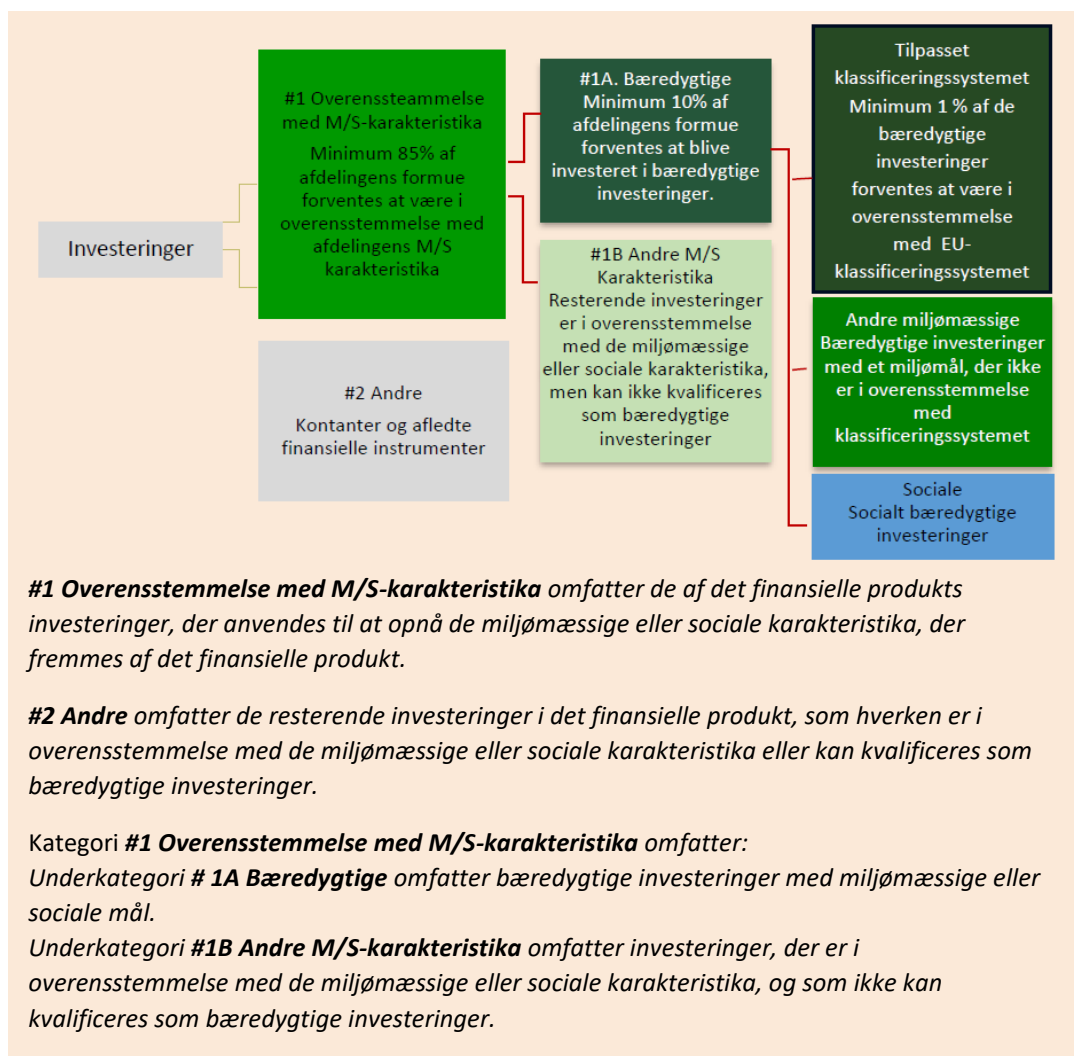 Investeringer
#1 Overenssteammelse
med M/S-karakteristika
Minimum 85% af
afdelingens formue
forventes at være i
overensstemmelse med
afdelingens M/S
karakteristika
#2 Andre
Kontanter og afledte
finansielle instrumenter
#1A. Bæredygtige
Minimum 10% af
afdelingens formue
forventes at blive
investeret i bæredygtige
investeringer.
#1B Andre M/S
Karakteristika
Resterende investeringer
er i overensstemmelse
med de miljømæssige
eller sociale karakteristika,
men kan ikke kvalificeres
som bæredygtige
investeringer
Tilpasset
klassificeringssystemet
Minimum 1 % af de
bæredygtige
investeringer
forventes at være i
overensstemmelse
med EU-
klassificeringssystemet
Andre miljømæssige
Bæredygtige investeringer
med et miljømål, der ikke
er i overensstemmelse
med
klassificeringssystemet
Sociale
Socialt bæredygtige
investeringer
#1 Overensstemmelse med M/S-karakteristika omfatter de af det finansielle produkts
investeringer, der anvendes til at opnå de miljømæssige eller sociale karakteristika, der
fremmes af det finansielle produkt.
#2 Andre omfatter de resterende investeringer i det finansielle produkt, som hverken er i
overensstemmelse med de miljømæssige eller sociale karakteristika eller kan kvalificeres som
bæredygtige investeringer.
Kategori #1 Overensstemmelse med M/S-karakteristika omfatter:
Underkategori # 1A Bæredygtige omfatter bæredygtige investeringer med miljømæssige eller
sociale mål.
Underkategori #1B Andre M/S-karakteristika omfatter investeringer, der er i
overensstemmelse med de miljømæssige eller sociale karakteristika, og som ikke kan
kvalificeres som bæredygtige investeringer.